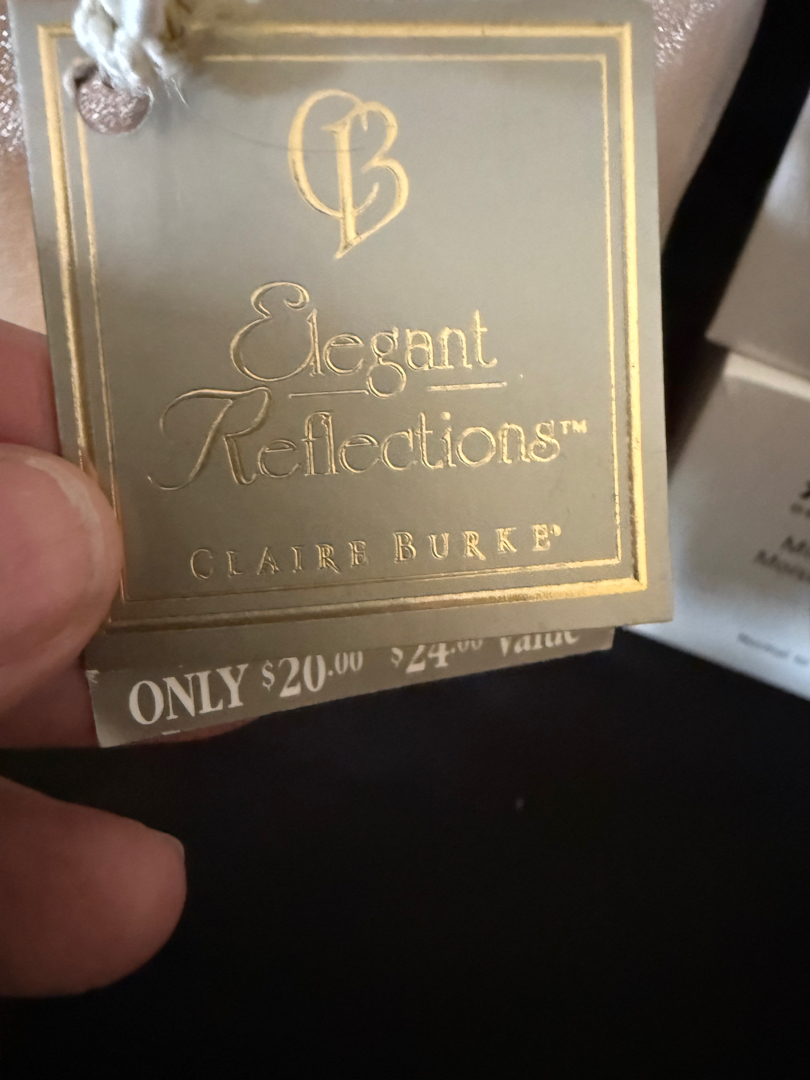 CB
Elegant
Reflections™
CLAIRE BURKE®
ONLY $20.00 $24.00 Value